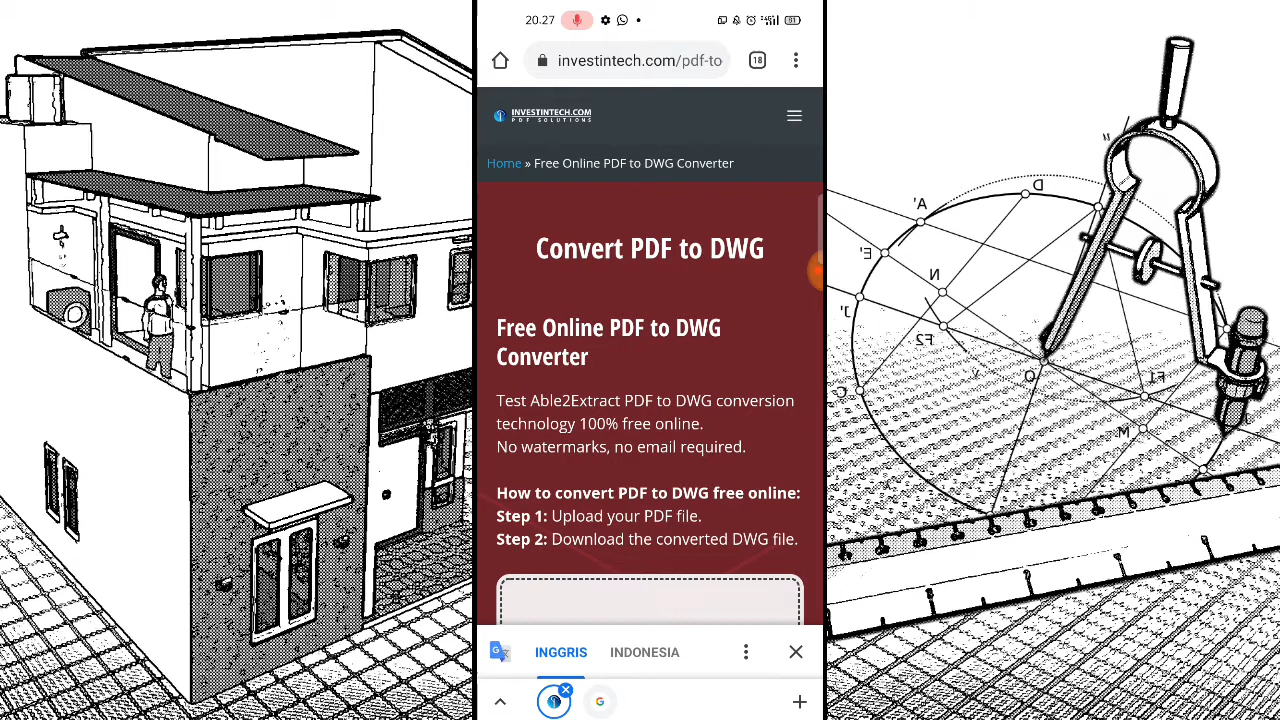 20.27
81
investintech.com/pdf-to
18
INVESTINTECH.COM
PDF SOLUTIONS
Home » Free Online PDF to DWG Converter
Convert PDF to DWG
Free Online PDF to DWG
Converter
Test Able2Extract PDF to DWG conversion
technology 100% free online.
No watermarks, no email required.
How to convert PDF to DWG free online:
Step 1: Upload your PDF file.
Step 2: Download the converted DWG file.
INGGRIS INDONESIA
D
A'
E'
N
J'
F2
O
F1
C
M